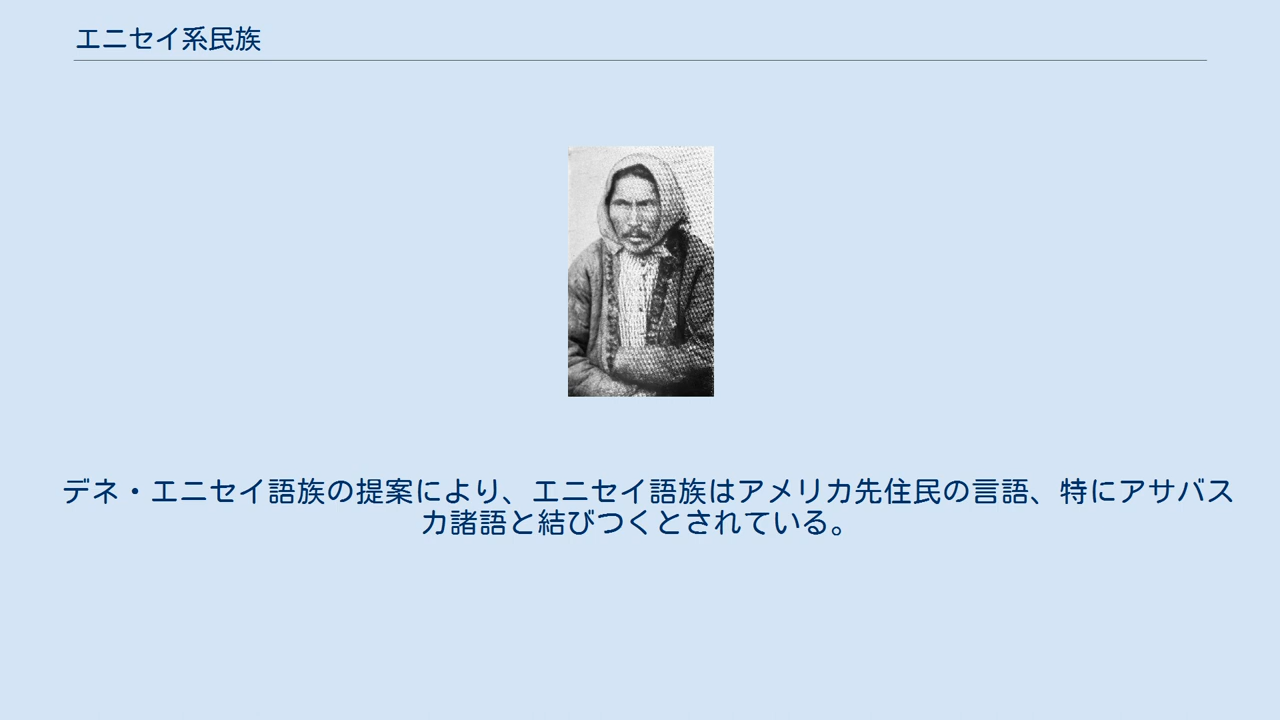 エニセイ系民族
デネ・エニセイ語族の提案により、エニセイ語族はアメリカ先住民の言語、特にアサバス
カ諸語と結びつくとされている。